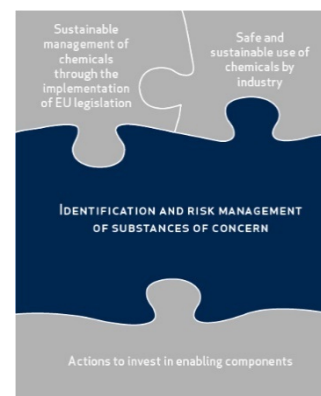 Sustainable
management of
chemicals
through the
implementation
of EU legislation
Safe and
sustainable use of
chemicals by
industry
IDENTIFICATION AND RISK MANAGEMENT
OF SUBSTANCES OF CONCERN
Actions to invest in enabling components